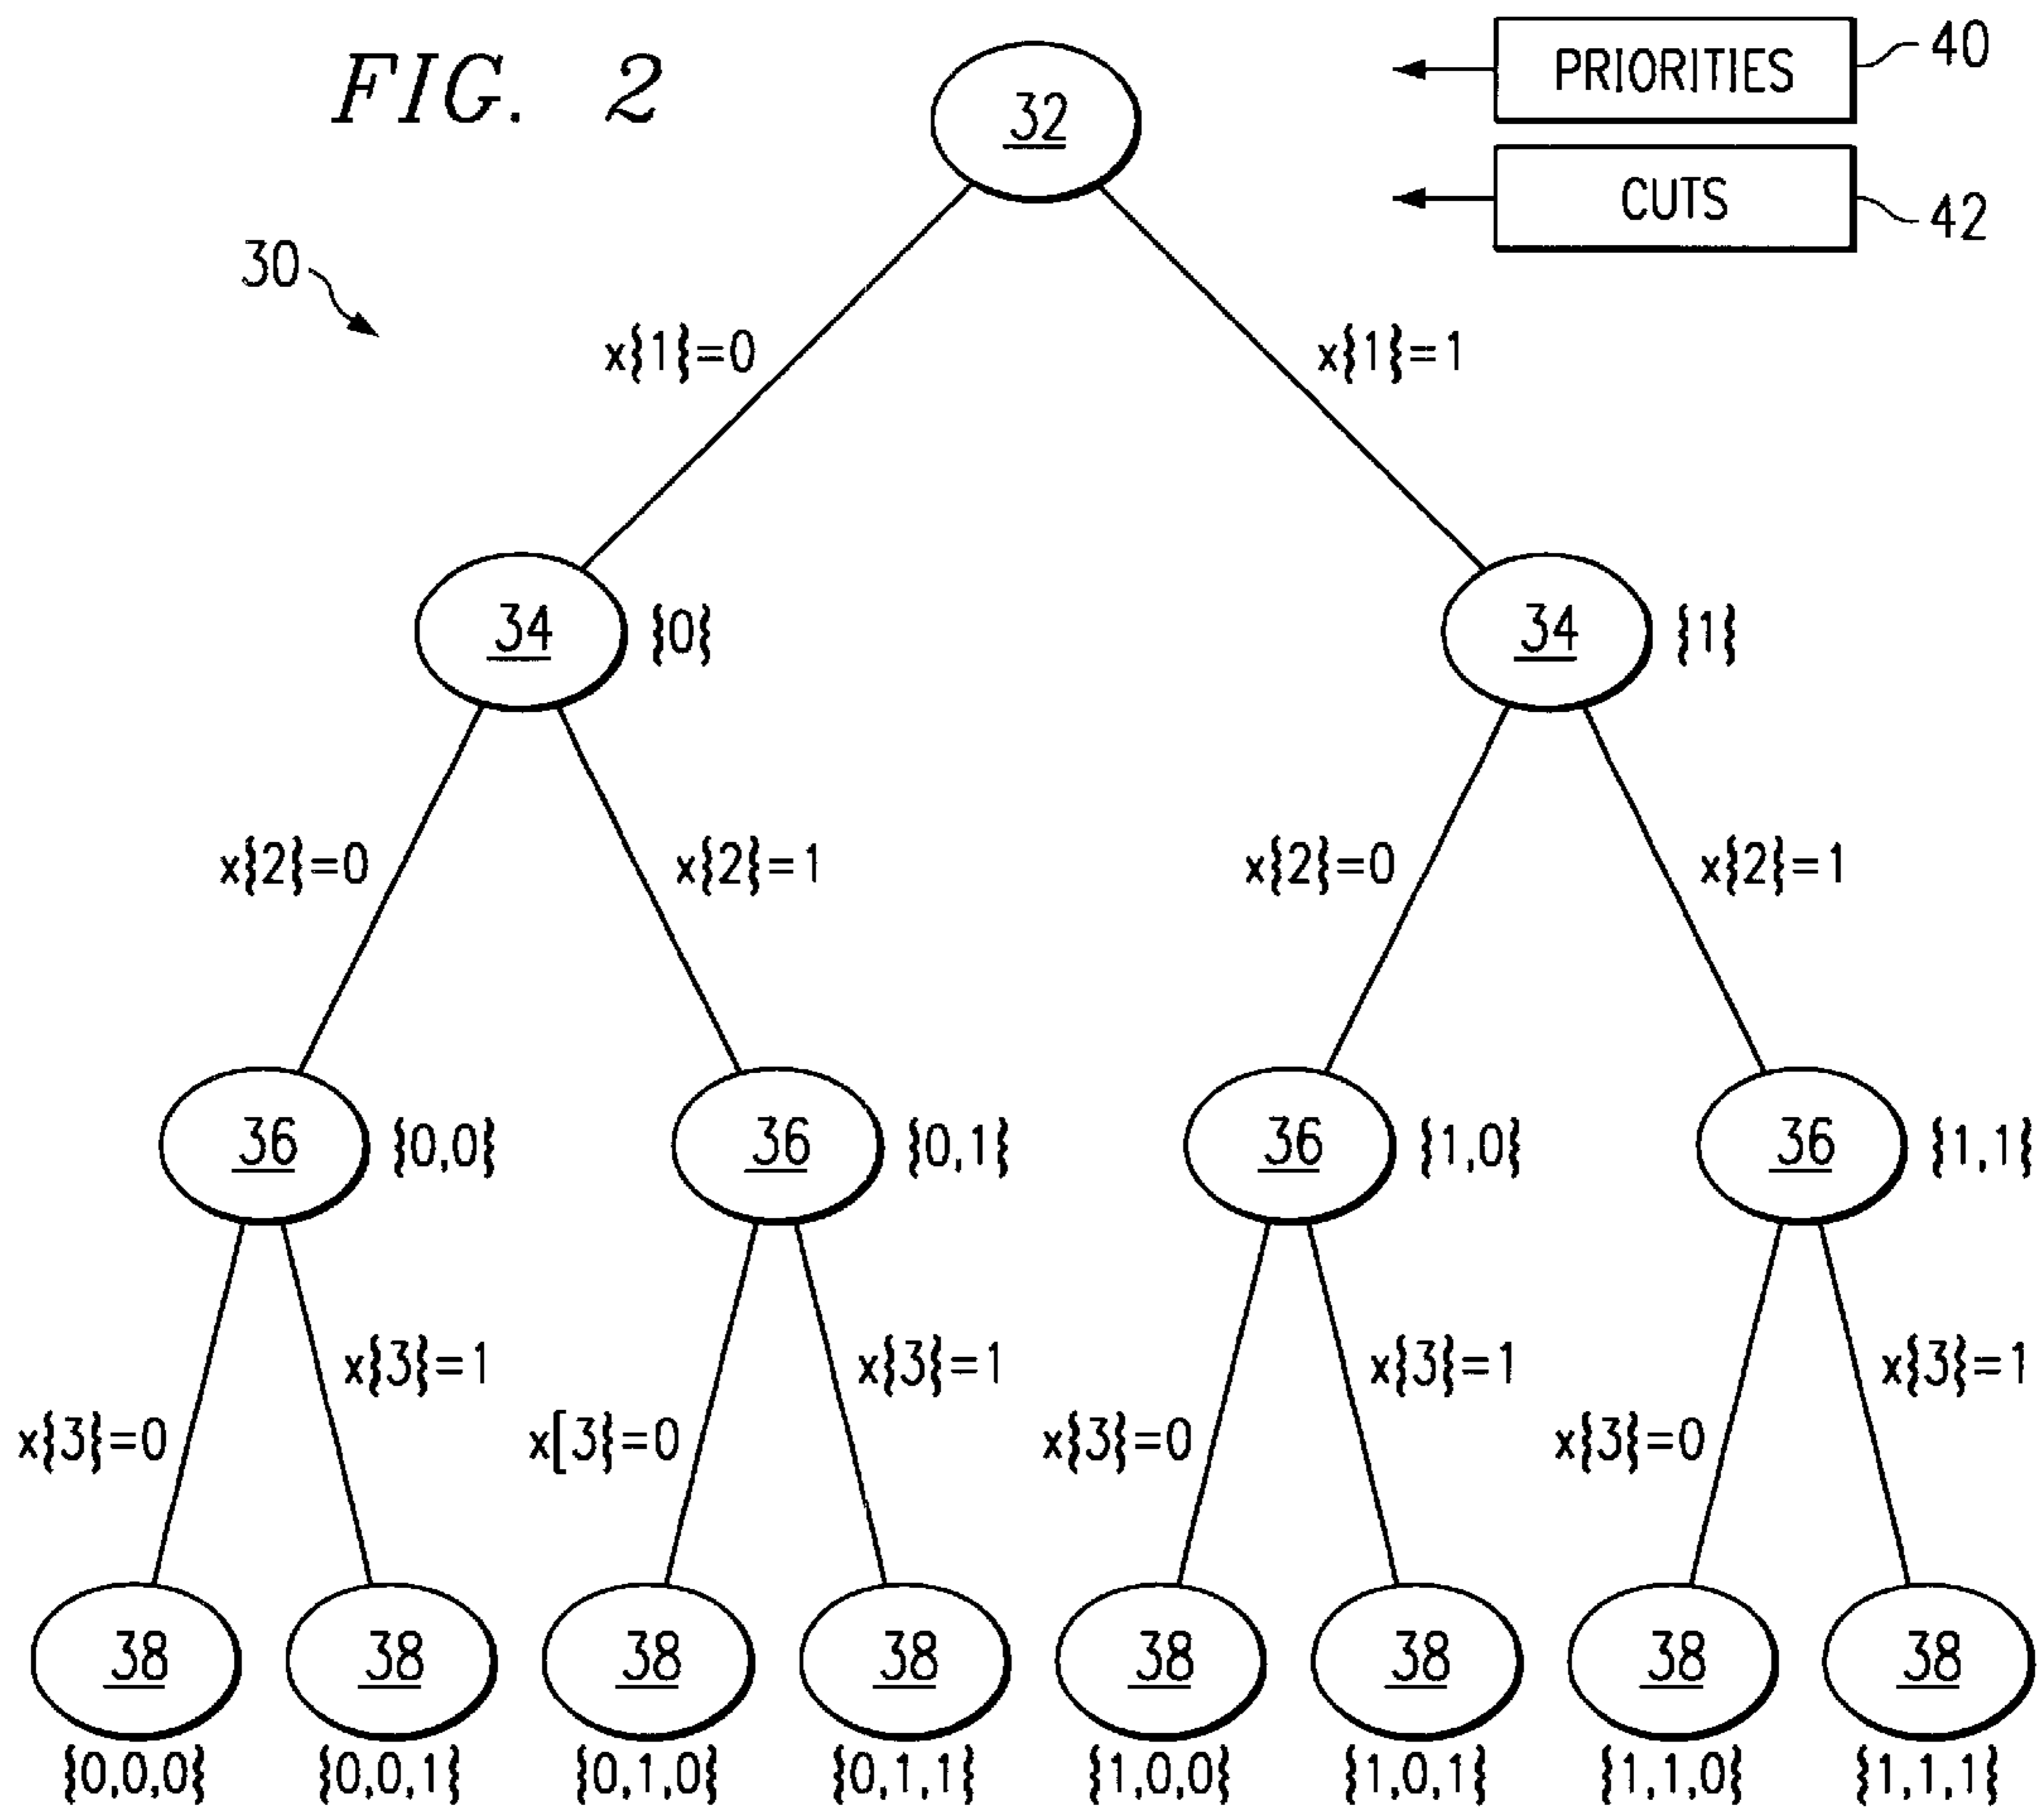 FIG. 2
PRIORITIES 40
32
CUTS 42
30
x{1}=0 x{1}=1
34 }0{ 34 {1}
x{2}=0 x{2}=1 x{2}=0 x{2}=1
36 {0,0} 36 {0,1} 36 {1,0} 36 {1,1}
x{3}=1 x{3}=1 x{3}=1 x{3}=1
x{3}=0 x[3}=0 x{3}=0 x{3}=0
38 38 38 38 38 38 38 38
{0,0,0} {0,0,1} {0,1,0} {0,1,1} {1,0,0} {1,0,1} {1,1,0} {1,1,1}